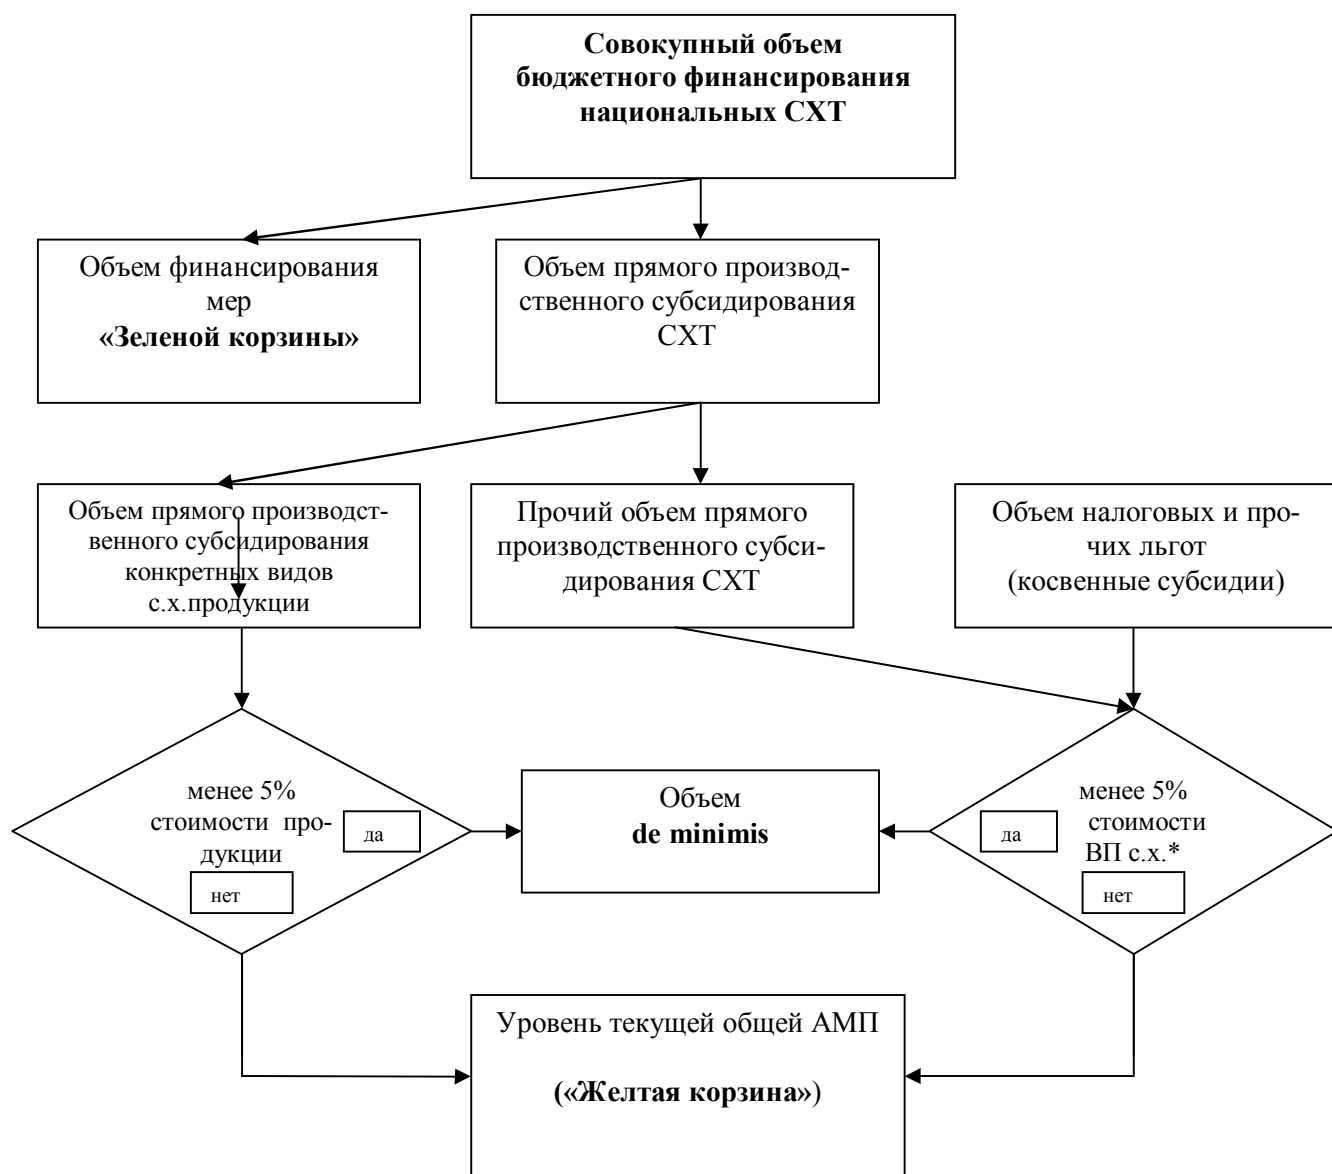 Совокупный объем
бюджетного финансирования
национальных СХТ
Объем финансирования
мер
«Зеленой корзины»
Объем прямого производ-
ственного субсидирования
СХТ
Объем прямого производст-
венного субсидирования
конкретных видов
с.х.продукции
Прочий объем прямого
производственного субси-
дирования СХТ
Объем налоговых и про-
чих льгот
(косвенные субсидии)
менее 5%
стоимости про-
дукции
да
нет
Объем
de minimis
менее 5%
стоимости
ВП с.х.*
да
нет
Уровень текущей общей АМП
(«Желтая корзина»)